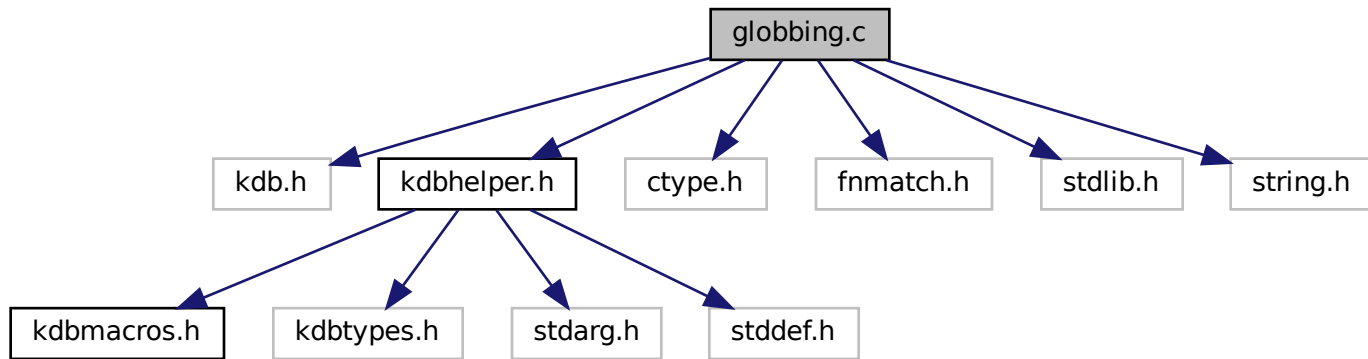 globbing.c
kdb.h
kdbhelper.h
ctype.h
fnmatch.h
stdlib.h
string.h
kdbmacros.h
kdbtypes.h
stdarg.h
stddef.h